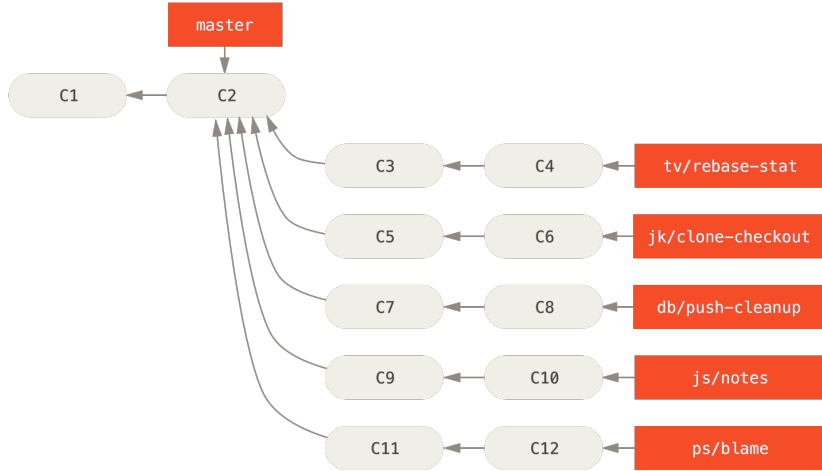 master
C1 C2
C3 C4 tv/rebase-stat
C5 C6 jk/clone-checkout
C7 C8 db/push-cleanup
C9 C10 js/notes
C11 C12 ps/blame